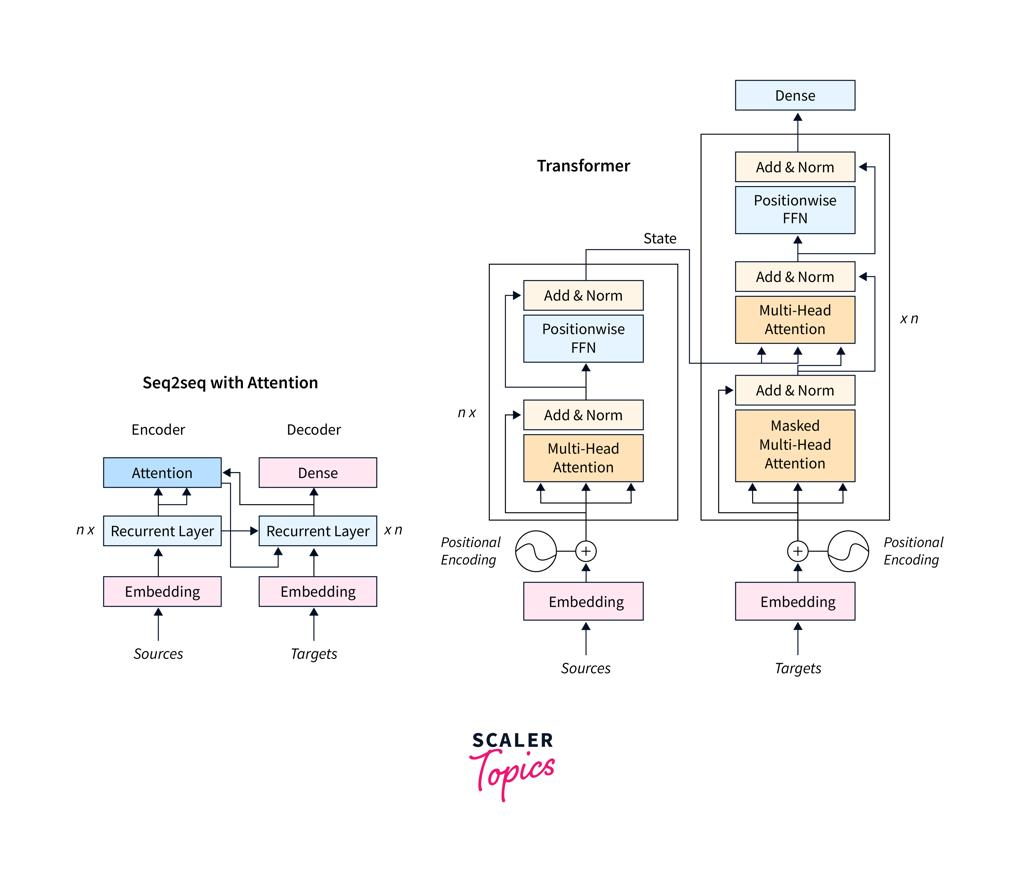 Seq2seq with Attention
Encoder
Decoder
Attention
Dense
n x
Recurrent Layer
Recurrent Layer
x n
Embedding
Embedding
Sources
Targets
Transformer
State
Add & Norm
Positionwise
FFN
n x
Add & Norm
Multi-Head
Attention
Positional
Encoding
+
Embedding
Sources
Dense
Add & Norm
Positionwise
FFN
Add & Norm
Multi-Head
Attention
x n
Add & Norm
Masked
Multi-Head
Attention
+
Positional
Encoding
Embedding
Targets
SCALER
Topics